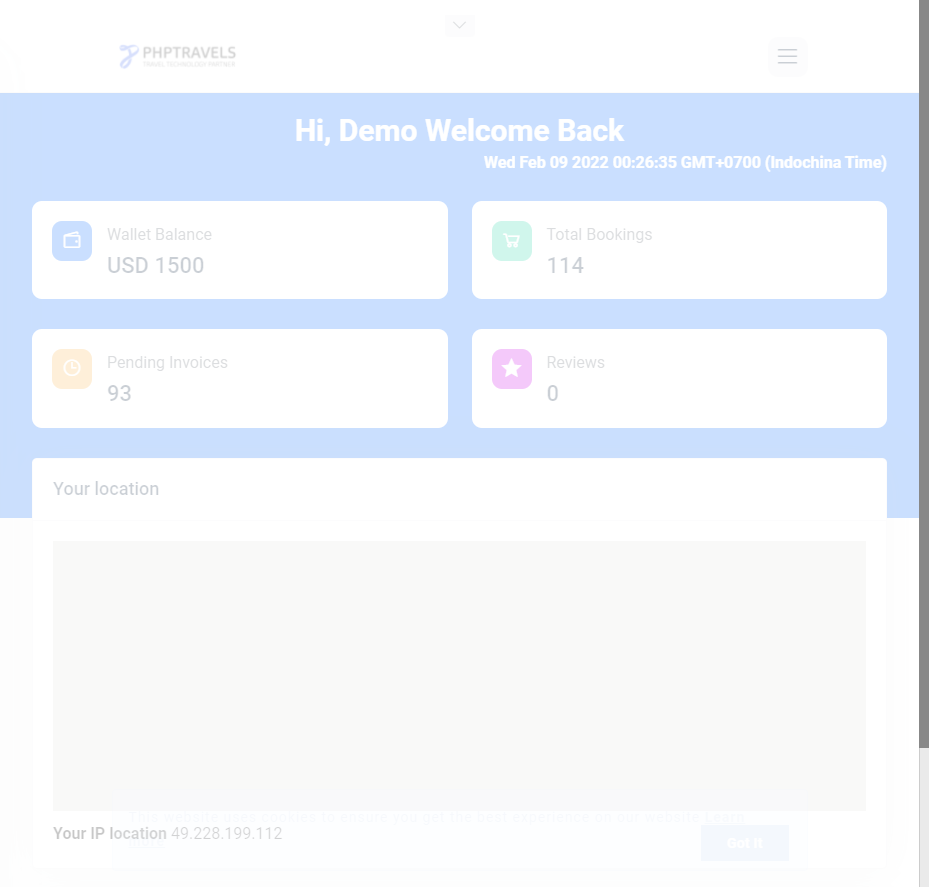 PHPTRAVELS
TRAVEL TECHNOLOGY PARTNER
Hi, Demo Welcome Back
Wed Feb 09 2022 00:26:35 GMT+0700 (Indochina Time)
Wallet Balance
USD 1500
Total Bookings
114
Pending Invoices
93
Reviews
0
Your location
This website uses cookies to ensure you get the best experience on our website Learn
More
Your IP location 49.228.199.112
Got It